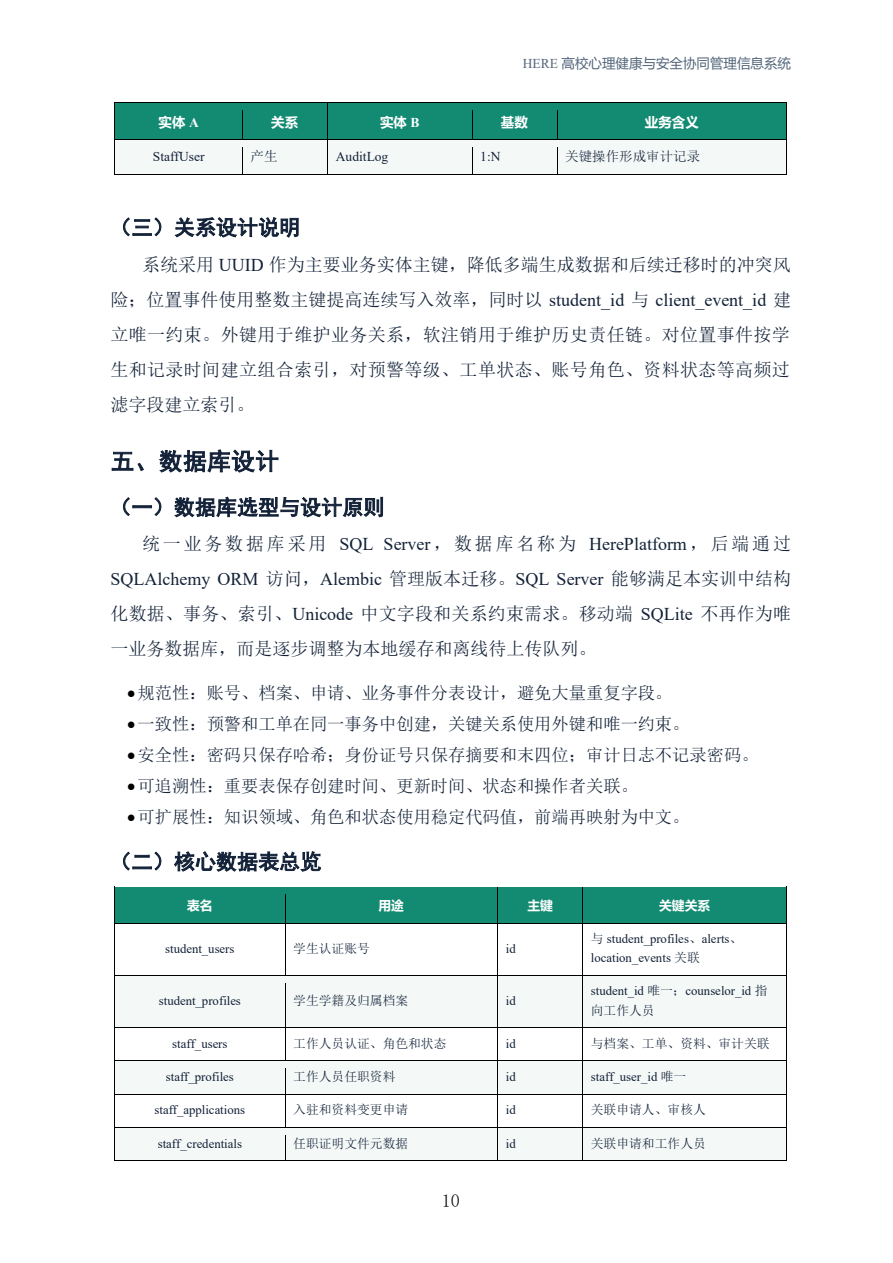 HERE 高校心理健康与安全协同管理信息系统
实体 A 关系 实体 B 基数 业务含义
StaffUser 产生 AuditLog 1:N 关键操作形成审计记录
（三）关系设计说明
系统采用 UUID 作为主要业务实体主键，降低多端生成数据和后续迁移时的冲突风
险；位置事件使用整数主键提高连续写入效率，同时以 student_id 与 client_event_id 建
立唯一约束。外键用于维护业务关系，软注销用于维护历史责任链。对位置事件按学
生和记录时间建立组合索引，对预警等级、工单状态、账号角色、资料状态等高频过
滤字段建立索引。
五、数据库设计
（一）数据库选型与设计原则
统一业务数据库采用 SQL Server，数据库名称为 HerePlatform，后端通过
SQLAlchemy ORM 访问，Alembic 管理版本迁移。SQL Server 能够满足本实训中结构
化数据、事务、索引、Unicode 中文字段和关系约束需求。移动端 SQLite 不再作为唯
一业务数据库，而是逐步调整为本地缓存和离线待上传队列。
●规范性：账号、档案、申请、业务事件分表设计，避免大量重复字段。
●一致性：预警和工单在同一事务中创建，关键关系使用外键和唯一约束。
●安全性：密码只保存哈希；身份证号只保存摘要和末四位；审计日志不记录密码。
●可追溯性：重要表保存创建时间、更新时间、状态和操作者关联。
●可扩展性：知识领域、角色和状态使用稳定代码值，前端再映射为中文。
（二）核心数据表总览
表名 用途 主键 关键关系
student_users 学生认证账号 id 与 student_profiles、alerts、
location_events 关联
student_profiles 学生学籍及归属档案 id student_id 唯一；counselor_id 指
向工作人员
staff_users 工作人员认证、角色和状态 id 与档案、工单、资料、审计关联
staff_profiles 工作人员任职资料 id staff_user_id 唯一
staff_applications 入驻和资料变更申请 id 关联申请人、审核人
staff_credentials 任职证明文件元数据 id 关联申请和工作人员
10